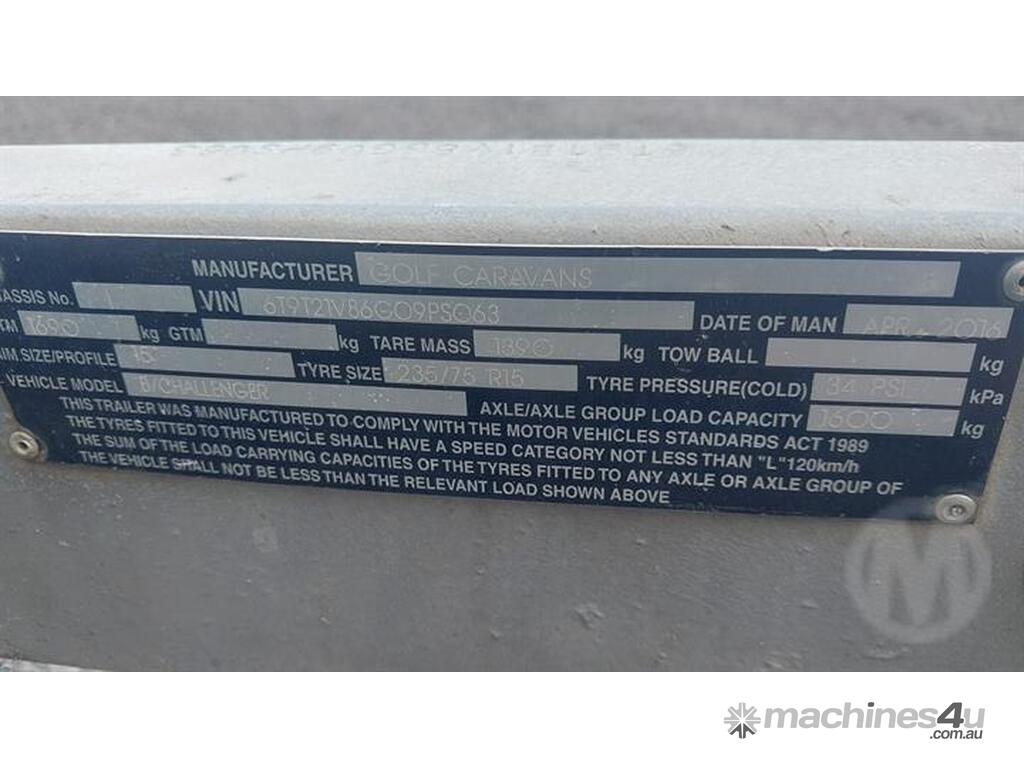 MANUFACTURER GOLF CARAVANS
ASSIS No. VIN 6T9T21V86G09PSQ63 DATE OF MAN APR. 2016
TM 1690 kg GTM kg TARE MASS 1390 kg TOW BALL kg
IM SIZE/PROFILE 15 TYRE SIZE 235/75 R15 TYRE PRESSURE(COLD) 34 PSI kPa
VEHICLE MODEL B/CHALLENGER AXLE/AXLE GROUP LOAD CAPACITY 1600 kg
THIS TRAILER WAS MANUFACTURED TO COMPLY WITH THE MOTOR VEHICLES STANDARDS ACT 1989
THE TYRES FITTED TO THIS VEHICLE SHALL HAVE A SPEED CATEGORY NOT LESS THAN "L" 120km/h
THE SUM OF THE LOAD CARRYING CAPACITIES OF THE TYRES FITTED TO ANY AXLE OR AXLE GROUP OF
THE VEHICLE SHALL NOT BE LESS THAN THE RELEVANT LOAD SHOWN ABOVE
M
machines4u
.com.au